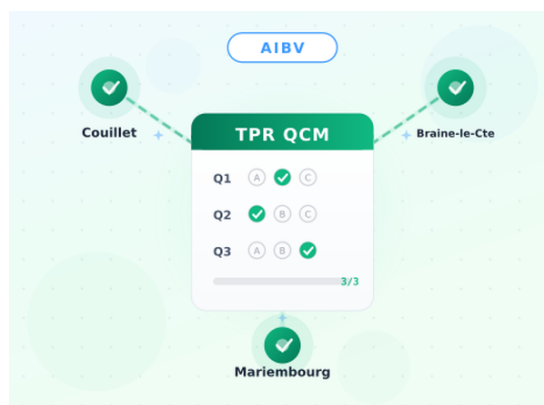 AIBV
Couillet
Braine-le-Cte
TPR QCM
Q1 A C
Q2 B C
Q3 A B
3/3
Mariembourg